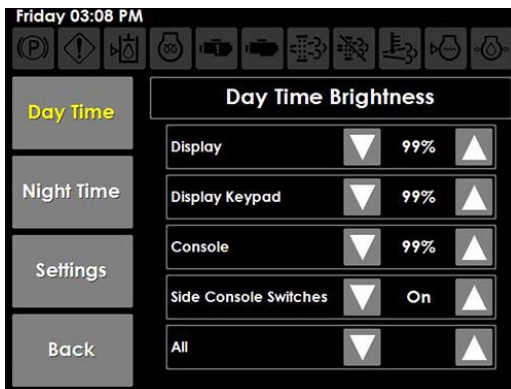 Friday 03:08 PM
(P)
Day Time
Night Time
Settings
Back
Day Time Brightness
Display 99%
Display Keypad 99%
Console 99%
Side Console Switches On
All